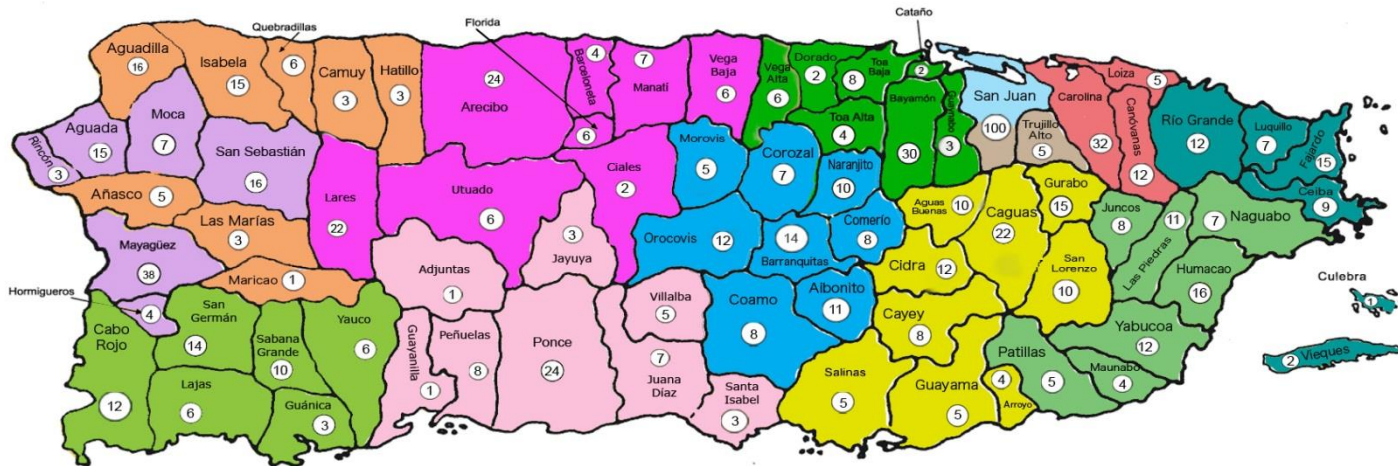 Cataño
Florida
Quebradillas
Aguadilla
16
Isabela
15
6
Camuy
3
Hatillo
3
24
Arecibo
4
Barceloneta
7
Manatí
6
Vega
Baja
6
Vega
Alta
6
Dorado
2
Toa
Baja
8
2
Toa Alta
4
Bayamón
30
Guaynabo
3
San Juan
100
Trujillo
Alto
5
Carolina
32
Loiza
5
Canóvanas
12
Río Grande
12
Luquillo
7
Fajardo
15
Ceiba
9
Moca
7
Aguada
15
Rincón
3
San Sebastián
16
Añasco
5
Las Marías
3
Lares
22
Utuado
6
Ciales
2
Morovis
5
Corozal
7
Naranjito
10
Aguas
Buenas
10
Caguas
22
Gurabo
15
Juncos
8
11
Las Piedras
7
Naguabo
Mayagüez
38
Maricao
1
Adjuntas
1
3
Jayuya
Orocovis
12
14
Barranquitas
Comerío
8
Cidra
12
San
Lorenzo
10
Humacao
16
Culebra
1
Hormigueros
4
Cabo
Rojo
12
San
Germán
14
Sabana
Grande
10
Yauco
6
Guayanilla
1
Peñuelas
8
Ponce
24
Villalba
5
7
Juana
Díaz
Coamo
8
Aibonito
11
Cayey
8
Yabucoa
12
Patillas
5
Maunabo
4
2
Vieques
Lajas
6
Guánica
3
Santa
Isabel
3
Salinas
5
Guayama
5
4
Arroyo